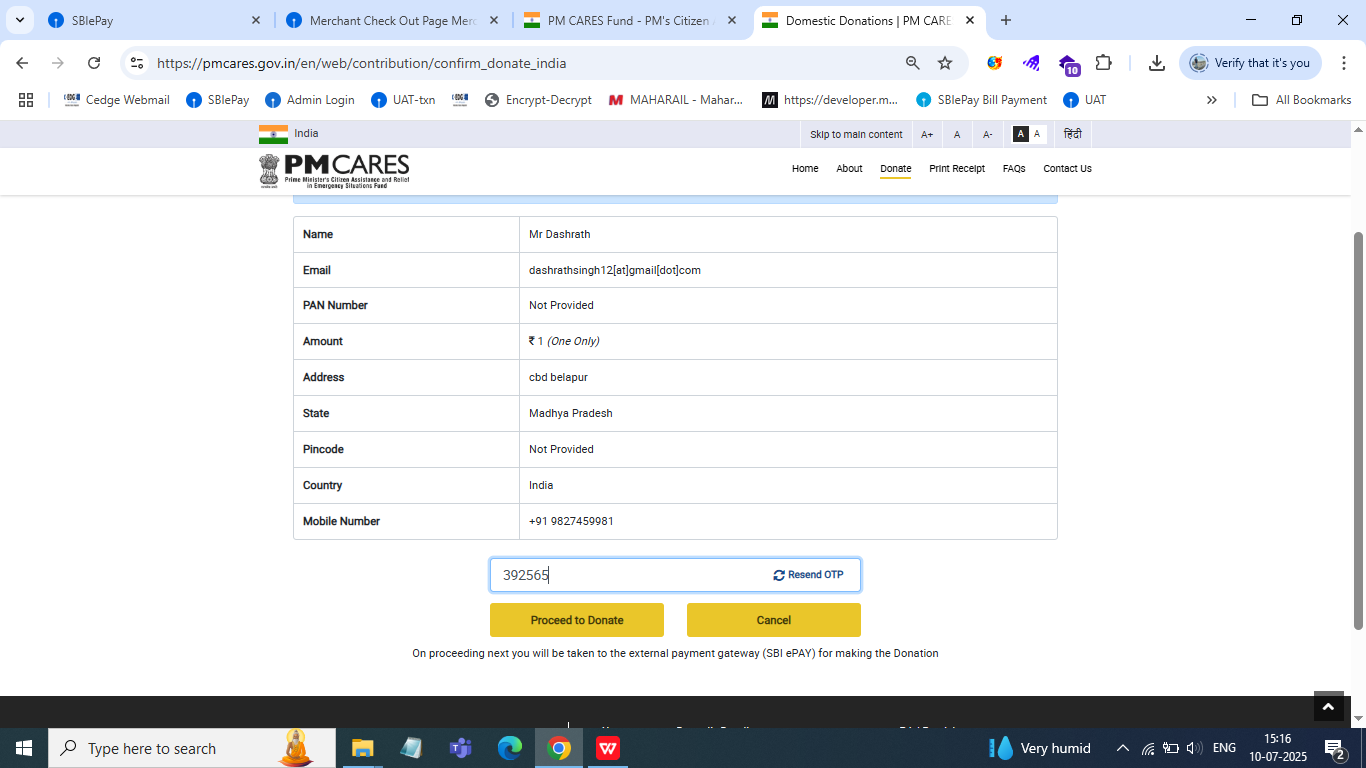 SBIePay
Merchant Check Out Page Merc
PM CARES Fund - PM's Citizen A
Domestic Donations | PM CARE
https://pmcares.gov.in/en/web/contribution/confirm_donate_india
10
Verify that it's you
Cedge Webmail
SBIePay
Admin Login
UAT-txn
Encrypt-Decrypt
MAHARAIL - Mahar...
https://developer.m...
SBIePay Bill Payment
UAT
All Bookmarks
India
Skip to main content
A+
A
A-
A
A
हिंदी
PMCARES
Prime Minister's Citizen Assistance and Relief
in Emergency Situations Fund
Home
About
Donate
Print Receipt
FAQs
Contact Us
Name Mr Dashrath
Email dashrathsingh12[at]gmail[dot]com
PAN Number Not Provided
Amount ₹ 1 (One Only)
Address cbd belapur
State Madhya Pradesh
Pincode Not Provided
Country India
Mobile Number +91 9827459981
392565 Resend OTP
Proceed to Donate Cancel
On proceeding next you will be taken to the external payment gateway (SBI ePAY) for making the Donation
Type here to search
Very humid
ENG
15:16
10-07-2025
2